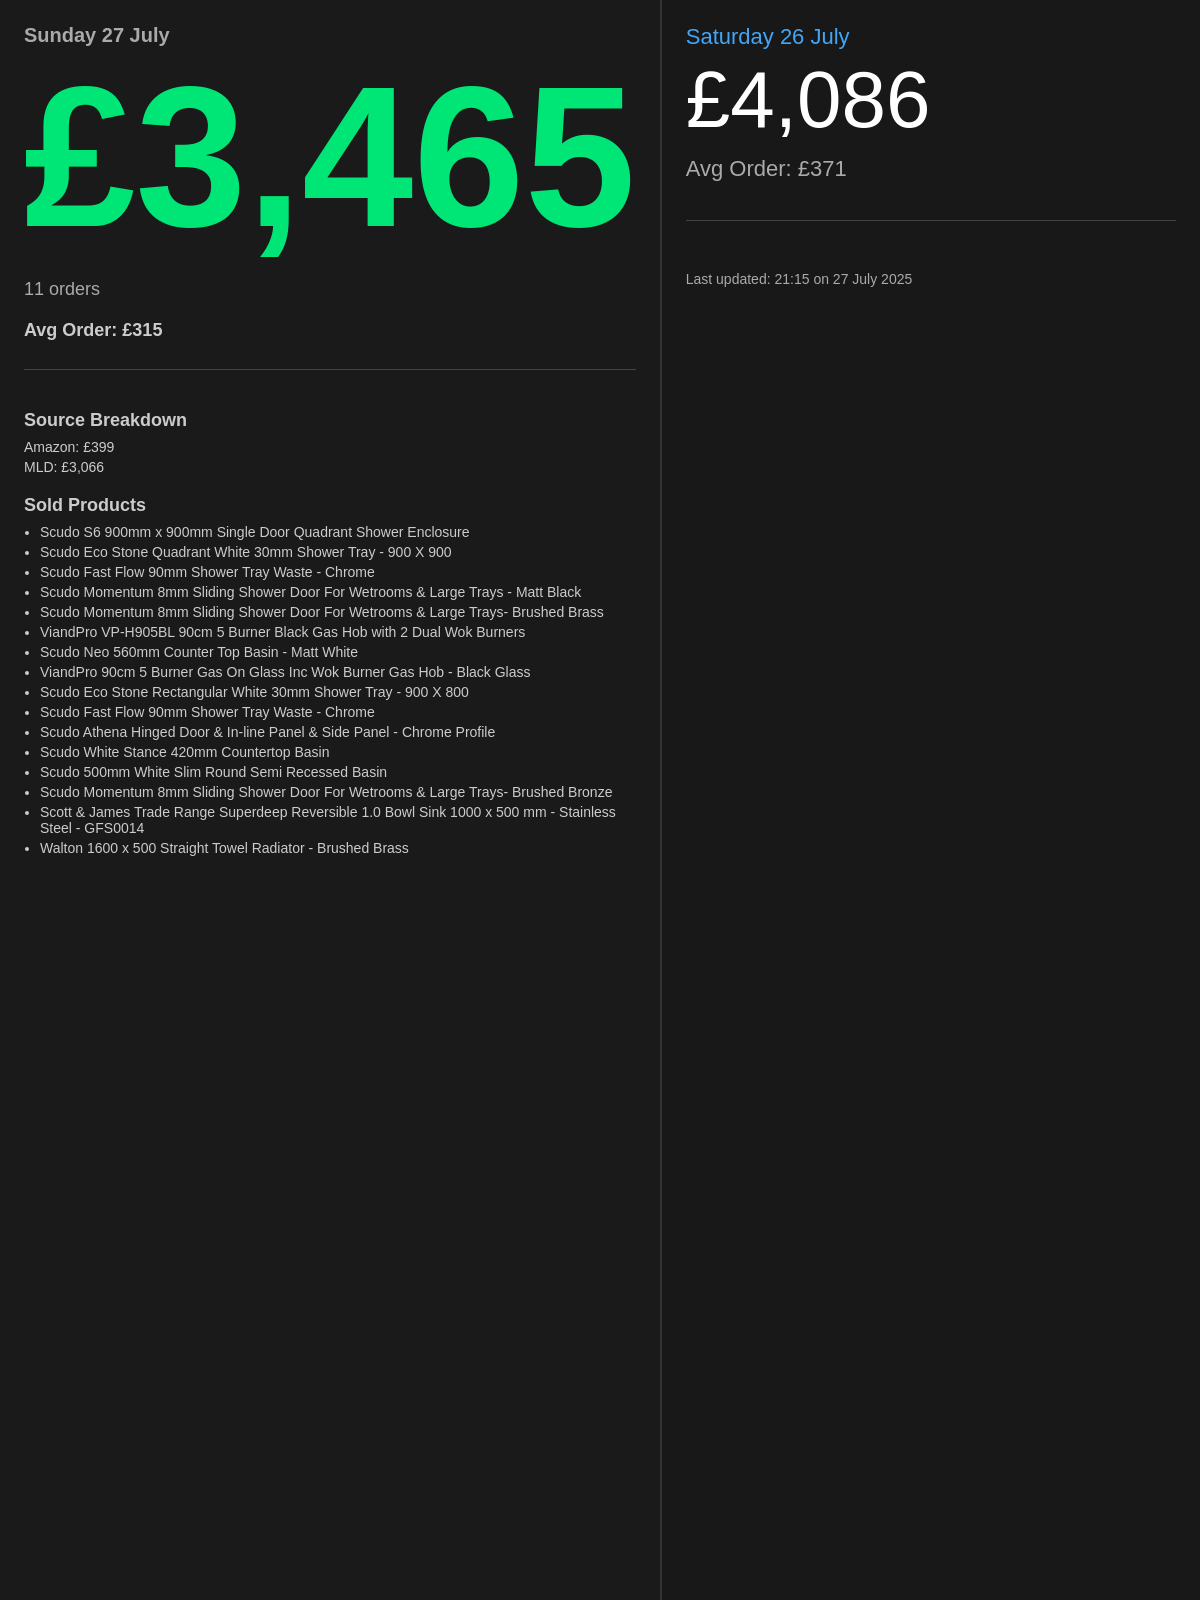 Sunday 27 July
£3,465
11 orders
Avg Order: £315
Source Breakdown
Amazon: £399
MLD: £3,066
Sold Products
• Scudo S6 900mm x 900mm Single Door Quadrant Shower Enclosure
• Scudo Eco Stone Quadrant White 30mm Shower Tray - 900 X 900
• Scudo Fast Flow 90mm Shower Tray Waste - Chrome
• Scudo Momentum 8mm Sliding Shower Door For Wetrooms & Large Trays - Matt Black
• Scudo Momentum 8mm Sliding Shower Door For Wetrooms & Large Trays- Brushed Brass
• ViandPro VP-H905BL 90cm 5 Burner Black Gas Hob with 2 Dual Wok Burners
• Scudo Neo 560mm Counter Top Basin - Matt White
• ViandPro 90cm 5 Burner Gas On Glass Inc Wok Burner Gas Hob - Black Glass
• Scudo Eco Stone Rectangular White 30mm Shower Tray - 900 X 800
• Scudo Fast Flow 90mm Shower Tray Waste - Chrome
• Scudo Athena Hinged Door & In-line Panel & Side Panel - Chrome Profile
• Scudo White Stance 420mm Countertop Basin
• Scudo 500mm White Slim Round Semi Recessed Basin
• Scudo Momentum 8mm Sliding Shower Door For Wetrooms & Large Trays- Brushed Bronze
• Scott & James Trade Range Superdeep Reversible 1.0 Bowl Sink 1000 x 500 mm - Stainless
Steel - GFS0014
• Walton 1600 x 500 Straight Towel Radiator - Brushed Brass
Saturday 26 July
£4,086
Avg Order: £371
Last updated: 21:15 on 27 July 2025